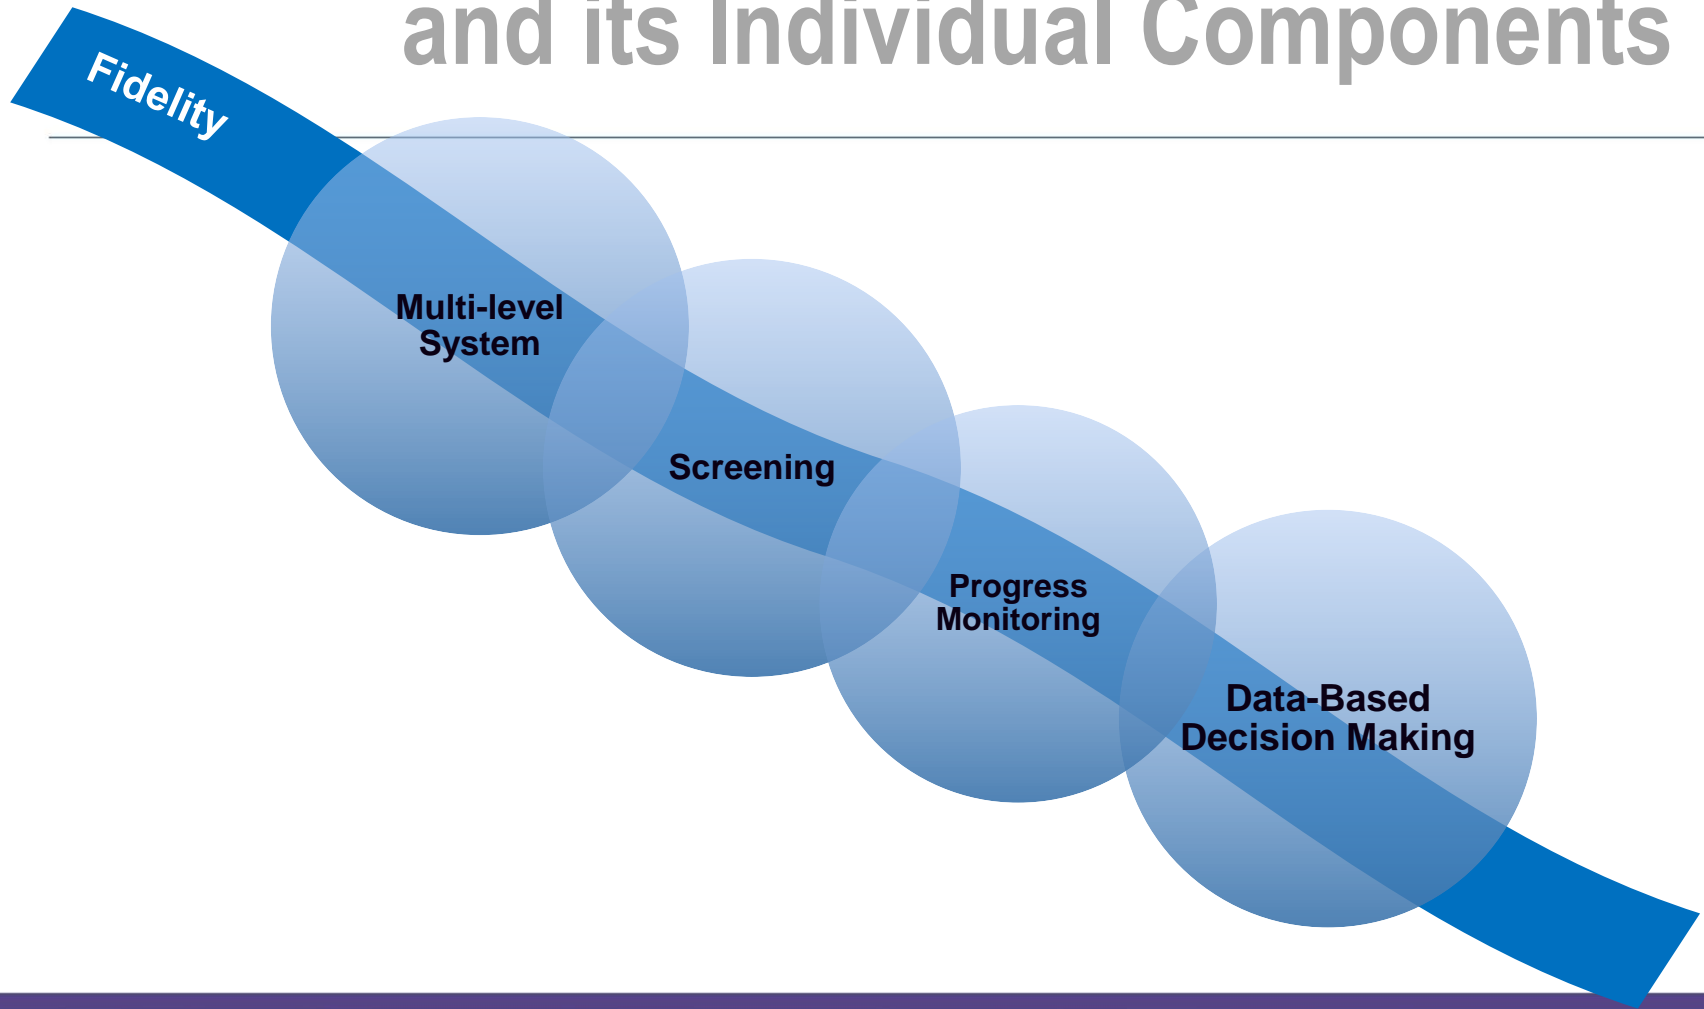 and its Individual Components
Fidelity
Multi-level
System
Screening
Progress
Monitoring
Data-Based
Decision Making